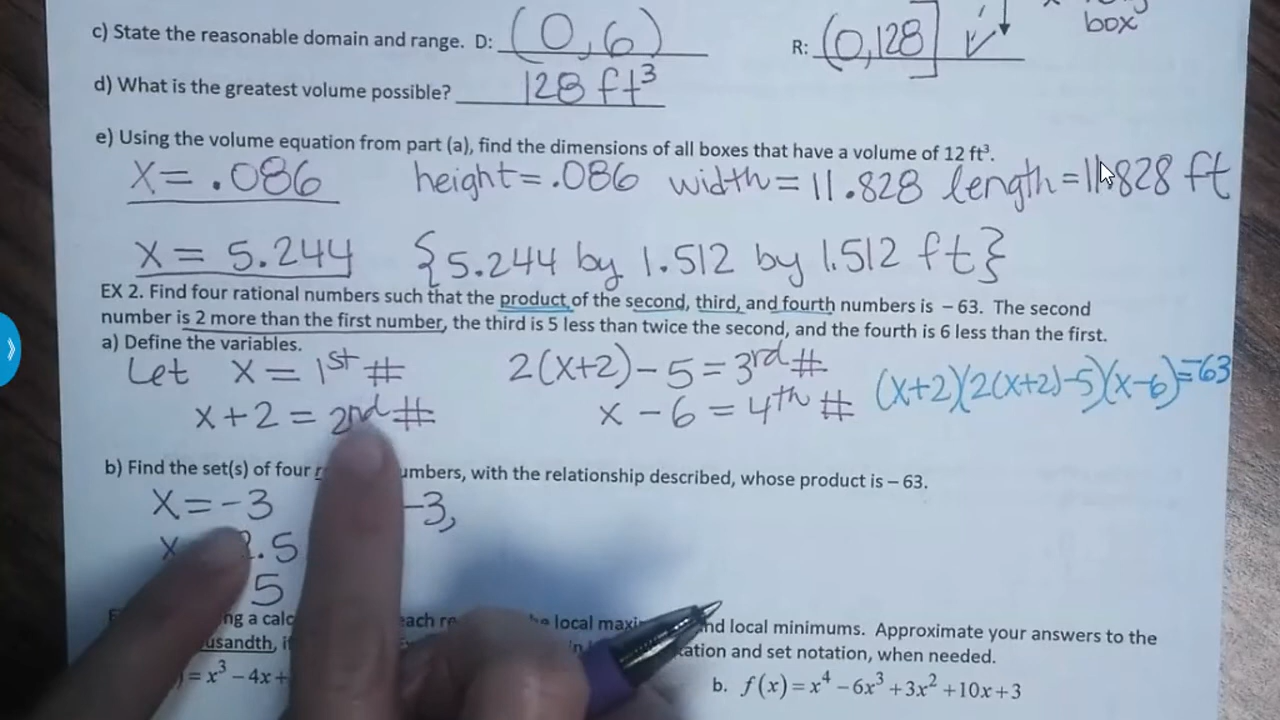 box
c) State the reasonable domain and range. D: (0, 6) R: (0, 128]
d) What is the greatest volume possible? 128 ft³
e) Using the volume equation from part (a), find the dimensions of all boxes that have a volume of 12 ft³.
x = .086 height = .086 width = 11.828 length = 11.828 ft
x = 5.244 {5.244 by 1.512 by 1.512 ft}
EX 2. Find four rational numbers such that the product of the second, third, and fourth numbers is – 63. The second
number is 2 more than the first number, the third is 5 less than twice the second, and the fourth is 6 less than the first.
a) Define the variables.
Let x = 1st # 2(x+2) – 5 = 3rd #
x + 2 = 2nd # x – 6 = 4th # (x+2)(2(x+2)-5)(x-6)=-63
b) Find the set(s) of four umbers, with the relationship described, whose product is – 63.
x = -3 -3,
x .5
5
ng a calc each re local maxi nd local minimums. Approximate your answers to the
usandth, i tation and set notation, when needed.
= x³ – 4x + b. f(x) = x⁴ – 6x³ + 3x² + 10x + 3